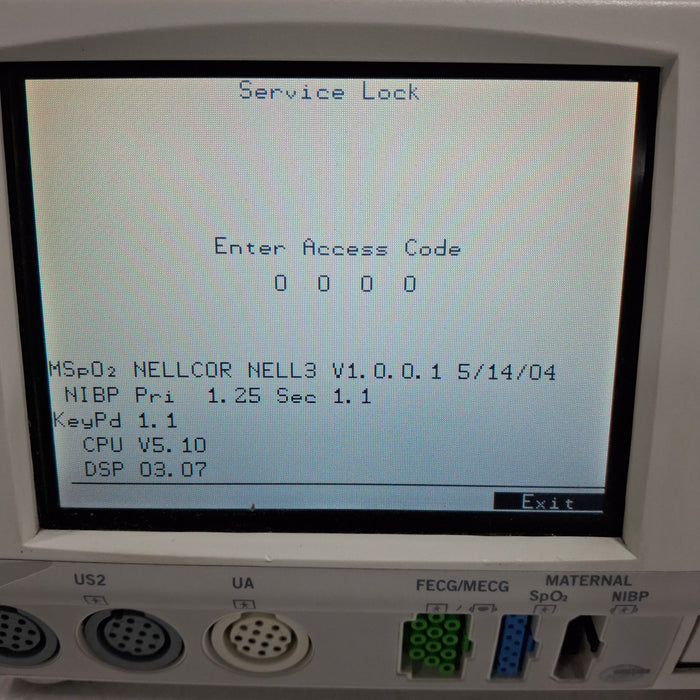 Service Lock
Enter Access Code
0 0 0 0
MSpO₂ NELLCOR NELL3 V1.0.0.1 5/14/04
NIBP Pri 1.25 Sec 1.1
KeyPd 1.1
CPU V5.10
DSP 03.07
Exit
US2
UA
FECG/MECG
MATERNAL
SpO₂
NIBP